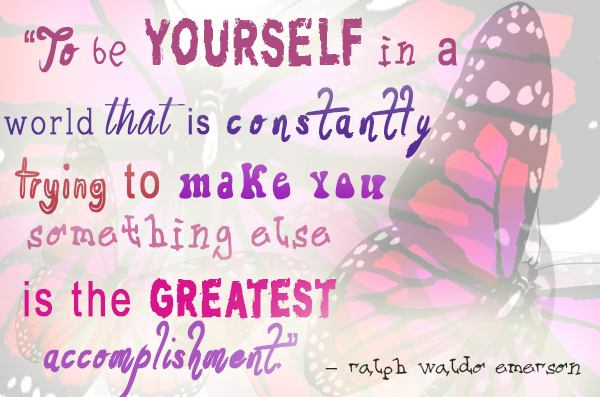 “To be YOURSELF in a
world that is constantly
trying to make you
something else
is the GREATEST
accomplishment.”
– ralph waldo emerson